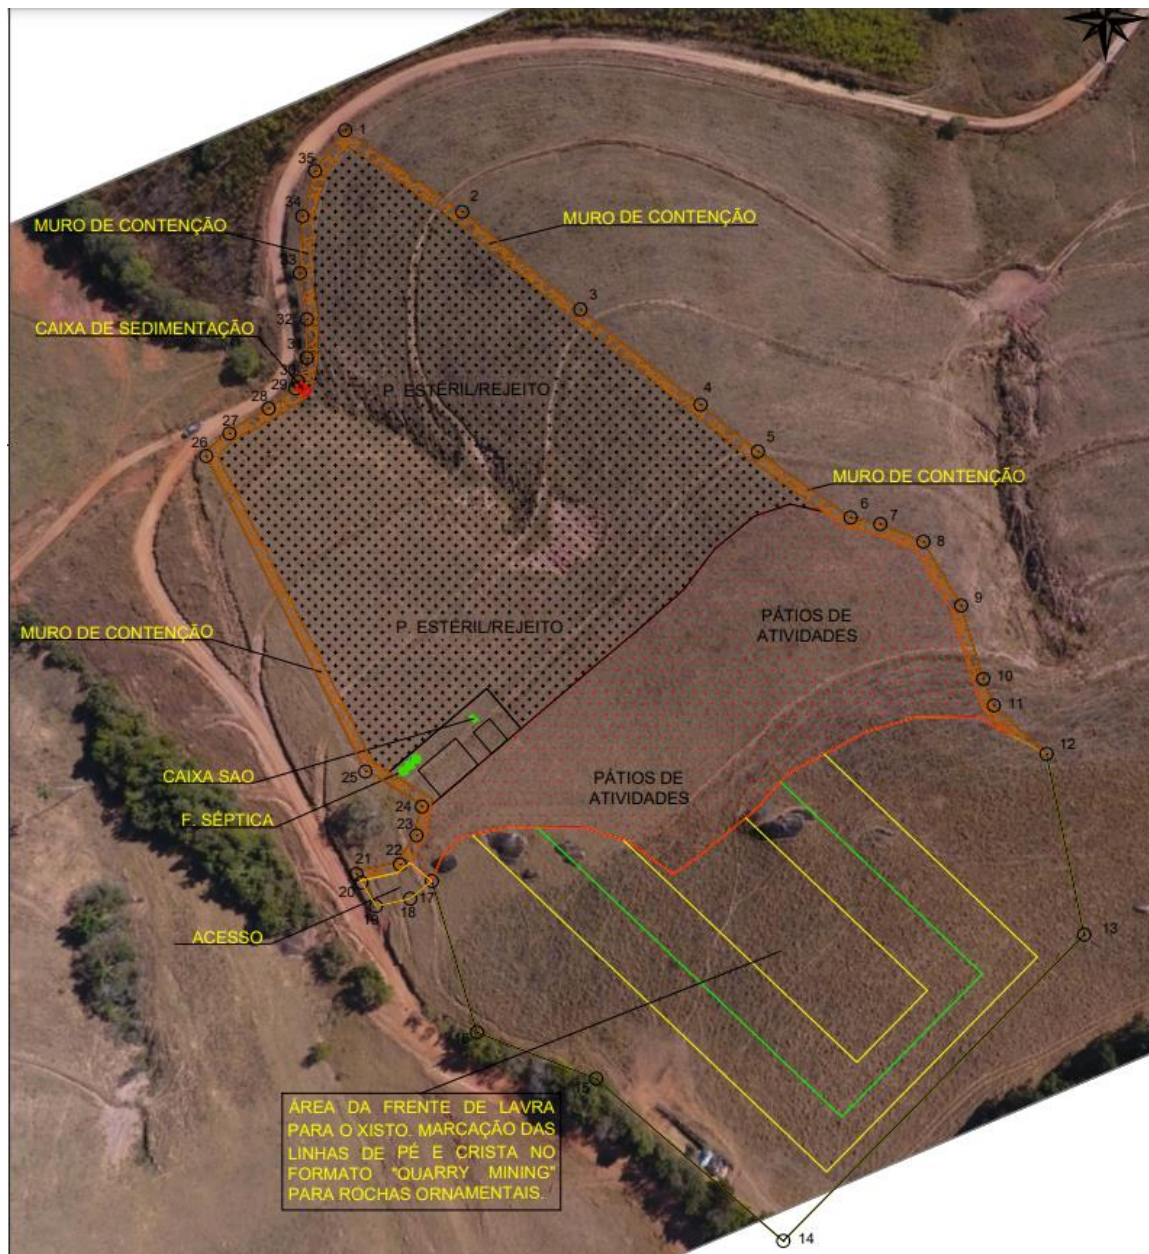 1
35
2
34
MURO DE CONTENÇÃO
MURO DE CONTENÇÃO
33
3
32
CAIXA DE SEDIMENTAÇÃO
31
30
29
P. ESTÉRIL/REJEITO
28
4
27
5
26
MURO DE CONTENÇÃO
6
7
8
9
PÁTIOS DE
ATIVIDADES
P. ESTÉRIL/REJEITO
MURO DE CONTENÇÃO
10
11
12
CAIXA SAO
25
PÁTIOS DE
ATIVIDADES
24
F. SÉPTICA
23
22
21
20
17
18
19
ACESSO
13
16
15
ÁREA DA FRENTE DE LAVRA
PARA O XISTO. MARCAÇÃO DAS
LINHAS DE PÉ E CRISTA NO
FORMATO "QUARRY MINING"
PARA ROCHAS ORNAMENTAIS.
14